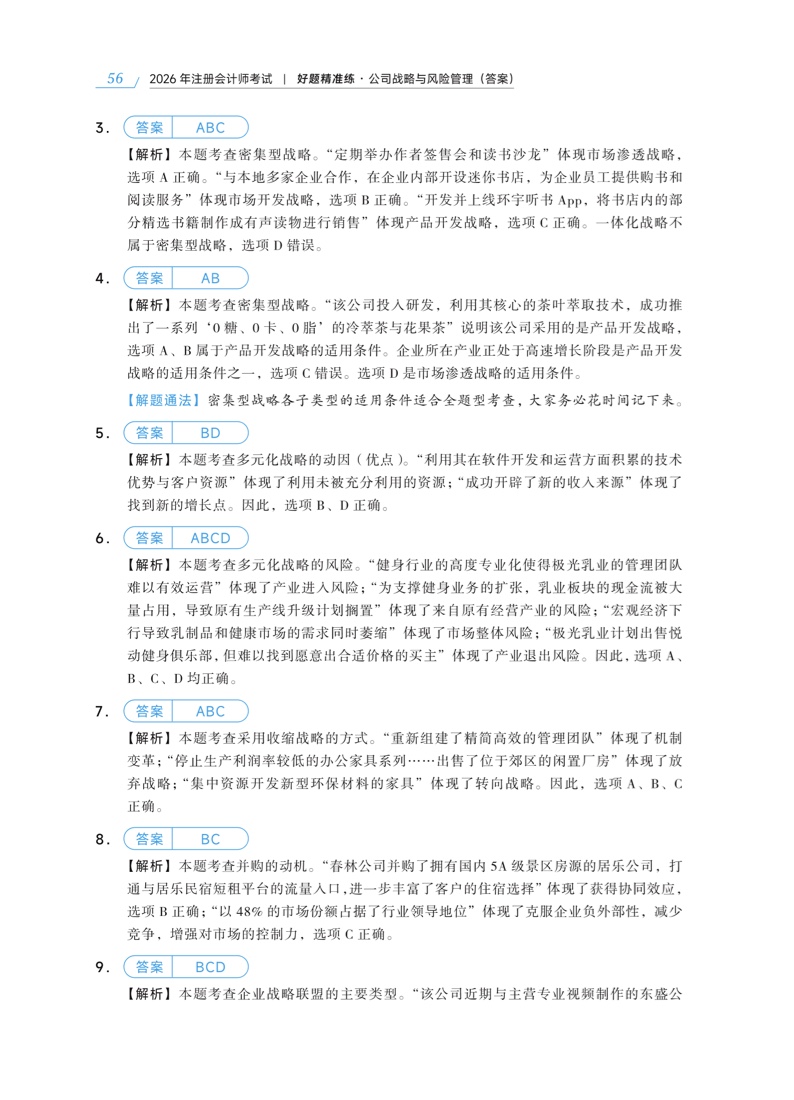 56 2026 年注册会计师考试 | 好题精准练·公司战略与风险管理（答案）
3. 答案 ABC
【解析】本题考查密集型战略。“定期举办作者签售会和读书沙龙”体现市场渗透战略，
选项 A 正确。“与本地多家企业合作，在企业内部开设迷你书店，为企业员工提供购书和
阅读服务”体现市场开发战略，选项 B 正确。“开发并上线环宇听书 App，将书店内的部
分精选书籍制作成有声读物进行销售”体现产品开发战略，选项 C 正确。一体化战略不
属于密集型战略，选项 D 错误。
4. 答案 AB
【解析】本题考查密集型战略。“该公司投入研发，利用其核心的茶叶萃取技术，成功推
出了一系列‘0 糖、0 卡、0 脂’的冷萃茶与花果茶”说明该公司采用的是产品开发战略，
选项 A、B 属于产品开发战略的适用条件。企业所在产业正处于高速增长阶段是产品开发
战略的适用条件之一，选项 C 错误。选项 D 是市场渗透战略的适用条件。
【解题通法】密集型战略各子类型的适用条件适合全题型考查，大家务必花时间记下来。
5. 答案 BD
【解析】本题考查多元化战略的动因（优点）。“利用其在软件开发和运营方面积累的技术
优势与客户资源”体现了利用未被充分利用的资源；“成功开辟了新的收入来源”体现了
找到新的增长点。因此，选项 B、D 正确。
6. 答案 ABCD
【解析】本题考查多元化战略的风险。“健身行业的高度专业化使得极光乳业的管理团队
难以有效运营”体现了产业进入风险；“为支撑健身业务的扩张，乳业板块的现金流被大
量占用，导致原有生产线升级计划搁置”体现了来自原有经营产业的风险；“宏观经济下
行导致乳制品和健康市场的需求同时萎缩”体现了市场整体风险；“极光乳业计划出售悦
动健身俱乐部，但难以找到愿意出合适价格的买主”体现了产业退出风险。因此，选项 A、
B、C、D 均正确。
7. 答案 ABC
【解析】本题考查采用收缩战略的方式。“重新组建了精简高效的管理团队”体现了机制
变革；“停止生产利润率较低的办公家具系列……出售了位于郊区的闲置厂房”体现了放
弃战略；“集中资源开发新型环保材料的家具”体现了转向战略。因此，选项 A、B、C
正确。
8. 答案 BC
【解析】本题考查并购的动机。“春林公司并购了拥有国内 5A 级景区房源的居乐公司，打
通与居乐民宿短租平台的流量入口，进一步丰富了客户的住宿选择”体现了获得协同效应，
选项 B 正确；“以 48% 的市场份额占据了行业领导地位”体现了克服企业负外部性，减少
竞争，增强对市场的控制力，选项 C 正确。
9. 答案 BCD
【解析】本题考查企业战略联盟的主要类型。“该公司近期与主营专业视频制作的东盛公